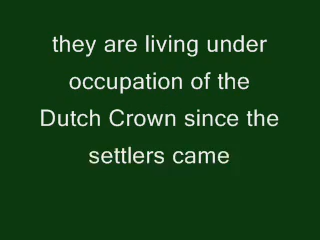 they are living under
occupation of the
Dutch Crown since the
settlers came